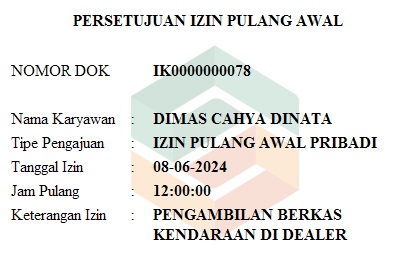 PERSETUJUAN IZIN PULANG AWAL
NOMOR DOK IK0000000078
Nama Karyawan : DIMAS CAHYA DINATA
Tipe Pengajuan : IZIN PULANG AWAL PRIBADI
Tanggal Izin : 08-06-2024
Jam Pulang : 12:00:00
Keterangan Izin : PENGAMBILAN BERKAS
KENDARAAN DI DEALER